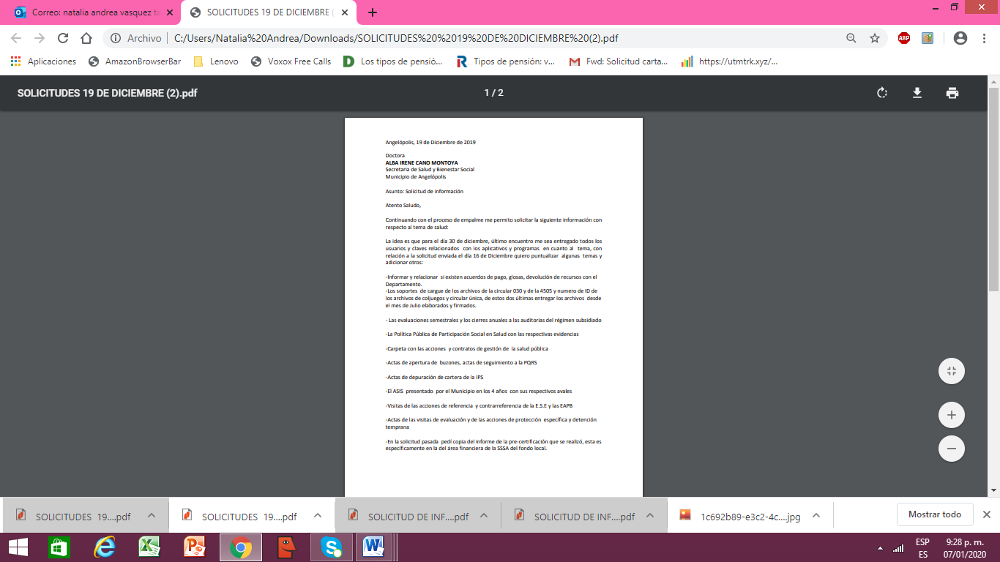 Correo: natalia andrea vasquez ta
SOLICITUDES 19 DE DICIEMBRE (
Archivo
C:/Users/Natalia%20Andrea/Downloads/SOLICITUDES%20%2019%20DE%20DICIEMBRE%20(2).pdf
ABP
Aplicaciones
AmazonBrowserBar
Lenovo
Voxox Free Calls
Los tipos de pensió...
Tipos de pensión: v...
Fwd: Solicitud carta...
https://utmtrk.xyz/...
SOLICITUDES 19 DE DICIEMBRE (2).pdf
1 / 2
Angelópolis, 19 de Diciembre de 2019
Doctora
ALBA IRENE CANO MONTOYA
Secretaria de Salud y Bienestar Social
Municipio de Angelópolis
Asunto: Solicitud de información
Atento Saludo,
Continuando con el proceso de empalme me permito solicitar la siguiente información con
respecto al tema de salud:
La idea es que para el día 30 de diciembre, último encuentro me sea entregado todos los
usuarios y claves relacionados con los aplicativos y programas en cuanto al tema, con
relación a la solicitud enviada el día 16 de Diciembre quiero puntualizar algunas temas y
adicionar otros:
-Informar y relacionar si existen acuerdos de pago, glosas, devolución de recursos con el
Departamento.
-Los soportes de cargue de los archivos de la circular 030 y de la 4505 y numero de ID de
los archivos de coljuegos y circular única, de estos dos últimas entregar los archivos desde
el mes de Julio elaborados y firmados.
- Las evaluaciones semestrales y los cierres anuales a las auditorias del régimen subsidiado
-La Política Pública de Participación Social en Salud con las respectivas evidencias
-Carpeta con las acciones y contratos de gestión de la salud pública
-Actas de apertura de buzones, actas de seguimiento a la PQRS
-Actas de depuración de cartera de la IPS
-El ASIS presentado por el Municipio en los 4 años con sus respectivos avales
-Visitas de las acciones de referencia y contrarreferencia de la E.S.E y las EAPB
-Actas de las visitas de evaluación y de las acciones de protección específica y detención
temprana
-En la solicitud pasada pedí copia del informe de la pre-certificación que se realizó, esta es
específicamente en la del área financiera de la SSSA del fondo local.
SOLICITUDES 19....pdf
SOLICITUDES 19....pdf
SOLICITUD DE INF....pdf
SOLICITUD DE INF....pdf
1c692b89-e3c2-4c....jpg
Mostrar todo
ESP
ES
9:28 p. m.
07/01/2020